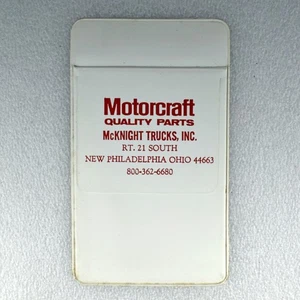 Motorcraft
QUALITY PARTS
McKNIGHT TRUCKS, INC.
RT. 21 SOUTH
NEW PHILADELPHIA OHIO 44663
800-362-6680